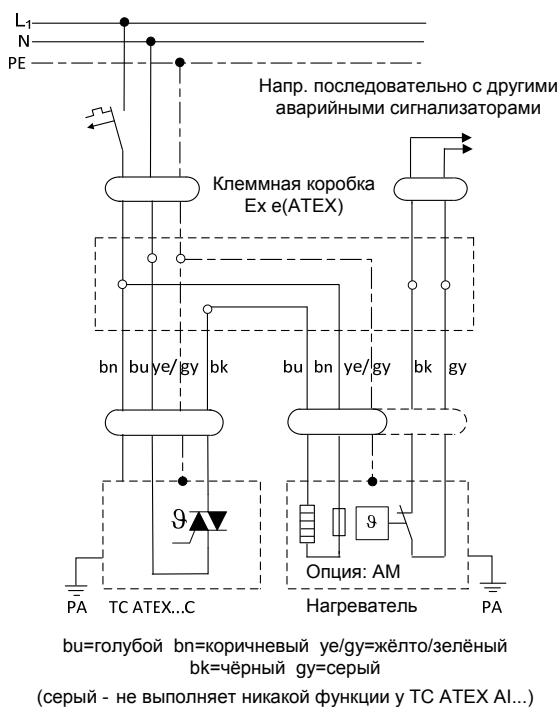 L1
N
PE
Напр. последовательно с другими
аварийными сигнализаторами
Клеммная коробка
Ex e(ATEX)
bn bu ye/gy bk bu bn ye/gy bk gy
ϑ ϑ
Опция: AM
PA TC ATEX...C Нагреватель PA
bu=голубой bn=коричневый ye/gy=жёлто/зелёный
bk=чёрный gy=серый
(серый - не выполняет никакой функции у TC ATEX AI...)